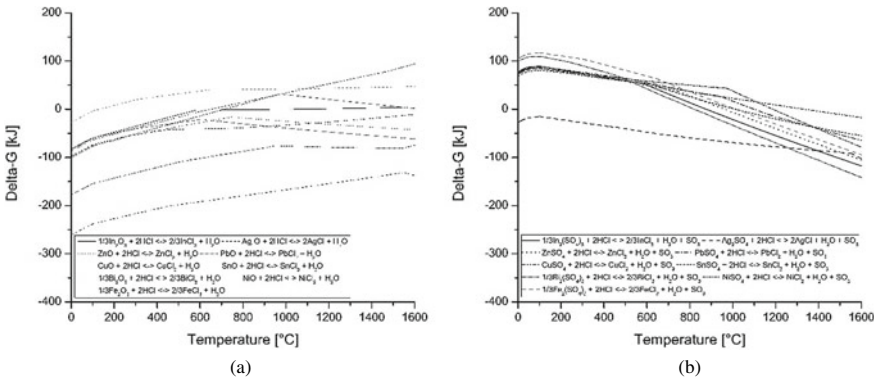 200
100
0
-100
-200
-300
-400
Delta-G [kJ]
1/3In₂O₃ + 2HCl <-> 2/3InCl₃ + H₂O
Ag O + 2HCl <-> 2AgCl + H₂O
ZnO + 2HCl <-> ZnCl₂ + H₂O
PbO + 2HCl <-> PbCl₂ – H₂O
CuO + 2HCl <-> CeCl₂ – H₂O
SnO + 2HCl <-> SnCl₂ + H₂O
1/3Bi₂O₃ + 2HCl <-> 2/3BiCl₃ + H₂O
NiO + 2HCl <-> NiCl₂ + H₂O
1/3Fe₂O₃ + 2HCl <-> 2/3FeCl₃ + H₂O
0 200 400 600 800 1000 1200 1400 1600
Temperature [°C]
(a)
200
100
0
-100
-200
-300
-400
Delta-G [kJ]
1/3In₂(SO₄)₃ + 2HCl <-> 2/3InCl₃ + H₂O + SO₃
Ag₂SO₄ + 2HCl <-> 2AgCl + H₂O + SO₃
ZnSO₄ + 2HCl <-> ZnCl₂ + H₂O + SO₃
PbSO₄ + 2HCl <-> PbCl₂ + H₂O + SO₃
CuSO₄ + 2HCl <-> CeCl₂ + H₂O + SO₃
SnSO₄ – 2HCl <-> SnCl₂ + H₂O + SO₃
1/3Bi₂(SO₄)₃ + 2HCl <-> 2/3BiCl₃ + H₂O + SO₃
NiSO₄ + 2HCl <-> NiCl₂ + H₂O + SO₃
1/3Fe₂(SO₄)₃ + 2HCl <-> 2/3FeCl₃ + H₂O + SO₃
0 200 400 600 800 1000 1200 1400 1600
Temperature [°C]
(b)